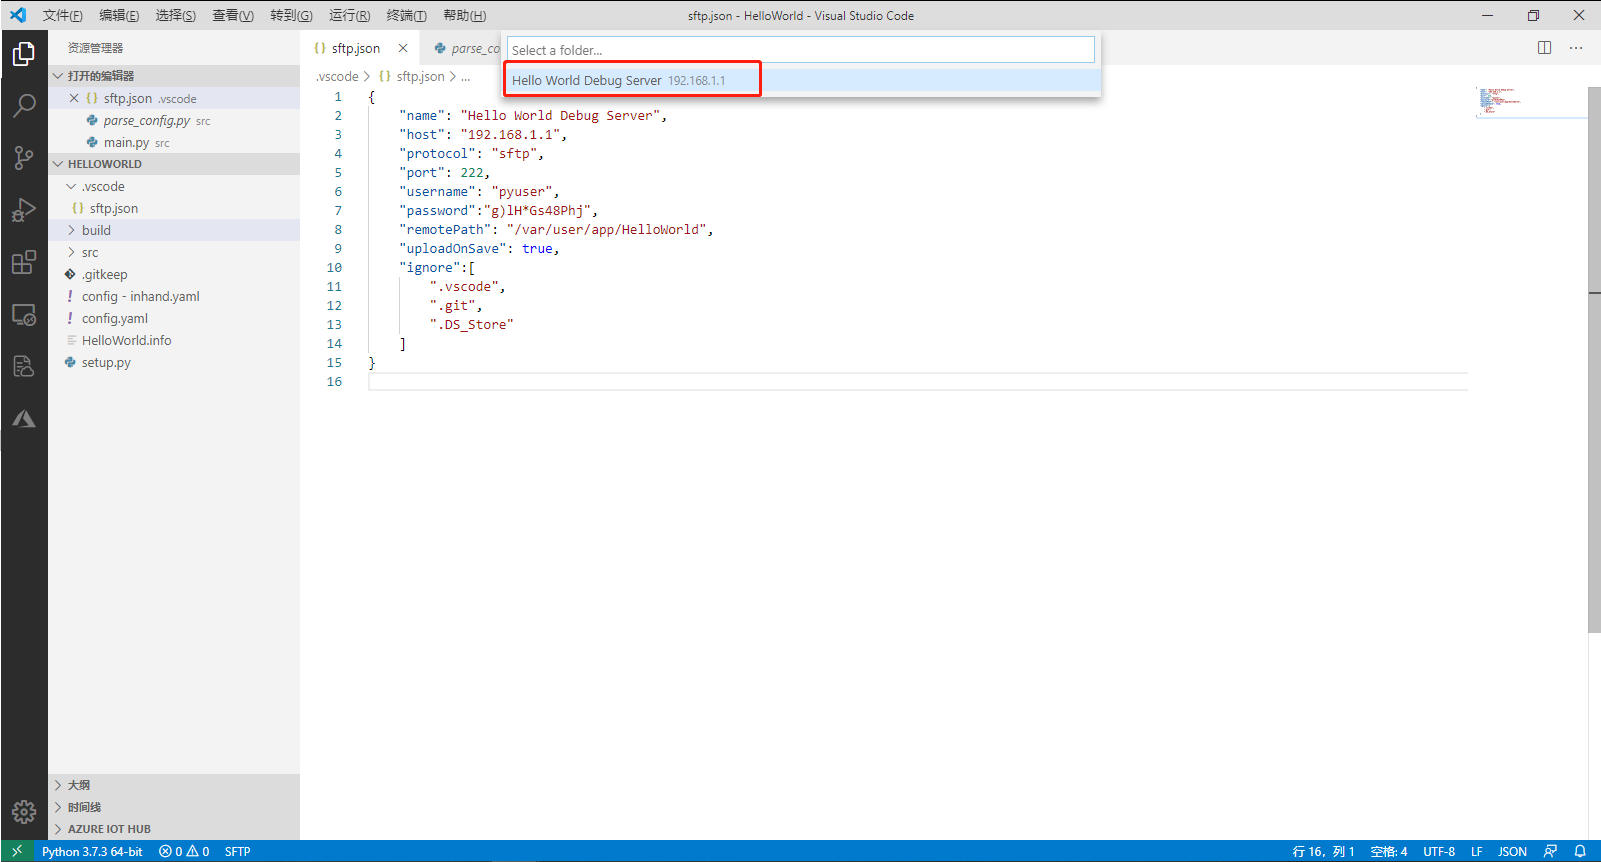 文件(F) 编辑(E) 选择(S) 查看(V) 转到(G) 运行(R) 终端(T) 帮助(H) sftp.json - HelloWorld - Visual Studio Code
资源管理器
打开的编辑器
sftp.json .vscode
parse_config.py src
main.py src
HELLOWORLD
.vscode
{} sftp.json
build
src
.gitkeep
! config - inhand.yaml
! config.yaml
HelloWorld.info
setup.py
大纲
时间线
AZURE IOT HUB
{} sftp.json parse_co
Select a folder...
Hello World Debug Server 192.168.1.1
.vscode > {} sftp.json > ...
1 {
2 "name": "Hello World Debug Server",
3 "host": "192.168.1.1",
4 "protocol": "sftp",
5 "port": 222,
6 "username": "pyuser",
7 "password":"g)lH*Gs48Phj",
8 "remotePath": "/var/user/app/HelloWorld",
9 "uploadOnSave": true,
10 "ignore":[
11 ".vscode",
12 ".git",
13 ".DS_Store"
14 ]
15 }
16
Python 3.7.3 64-bit 0 0 SFTP 行 16，列 1 空格: 4 UTF-8 LF JSON